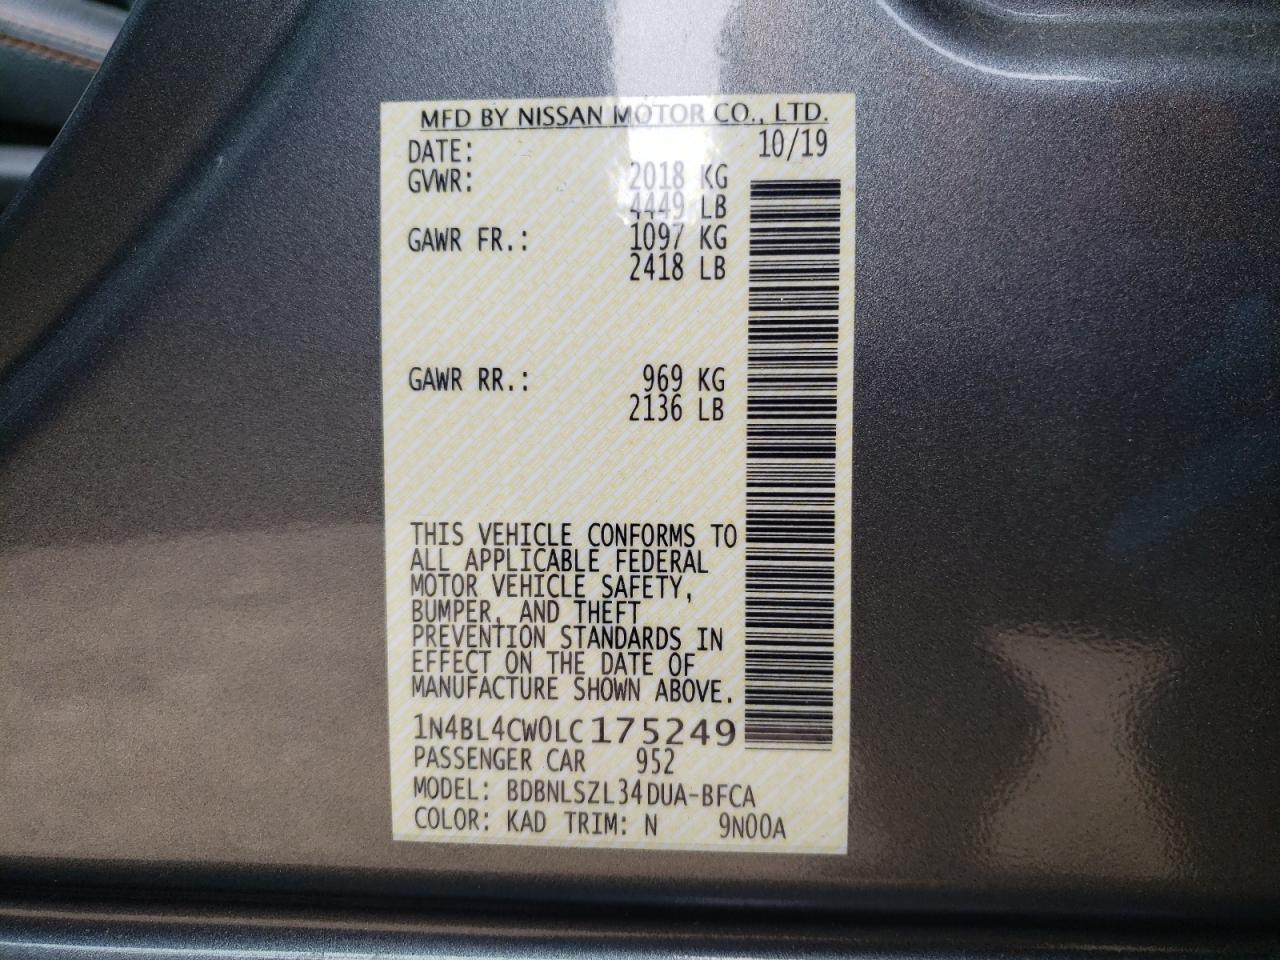 MFD BY NISSAN MOTOR CO., LTD.
DATE: 10/19
GVWR: 2018 KG
4449 LB
GAWR FR.: 1097 KG
2418 LB
GAWR RR.: 969 KG
2136 LB
THIS VEHICLE CONFORMS TO
ALL APPLICABLE FEDERAL
MOTOR VEHICLE SAFETY,
BUMPER, AND THEFT
PREVENTION STANDARDS IN
EFFECT ON THE DATE OF
MANUFACTURE SHOWN ABOVE.
1N4BL4CW0LC175249
PASSENGER CAR 952
MODEL: BDBNLSZL34DUA-BFCA
COLOR: KAD TRIM: N 9N00A